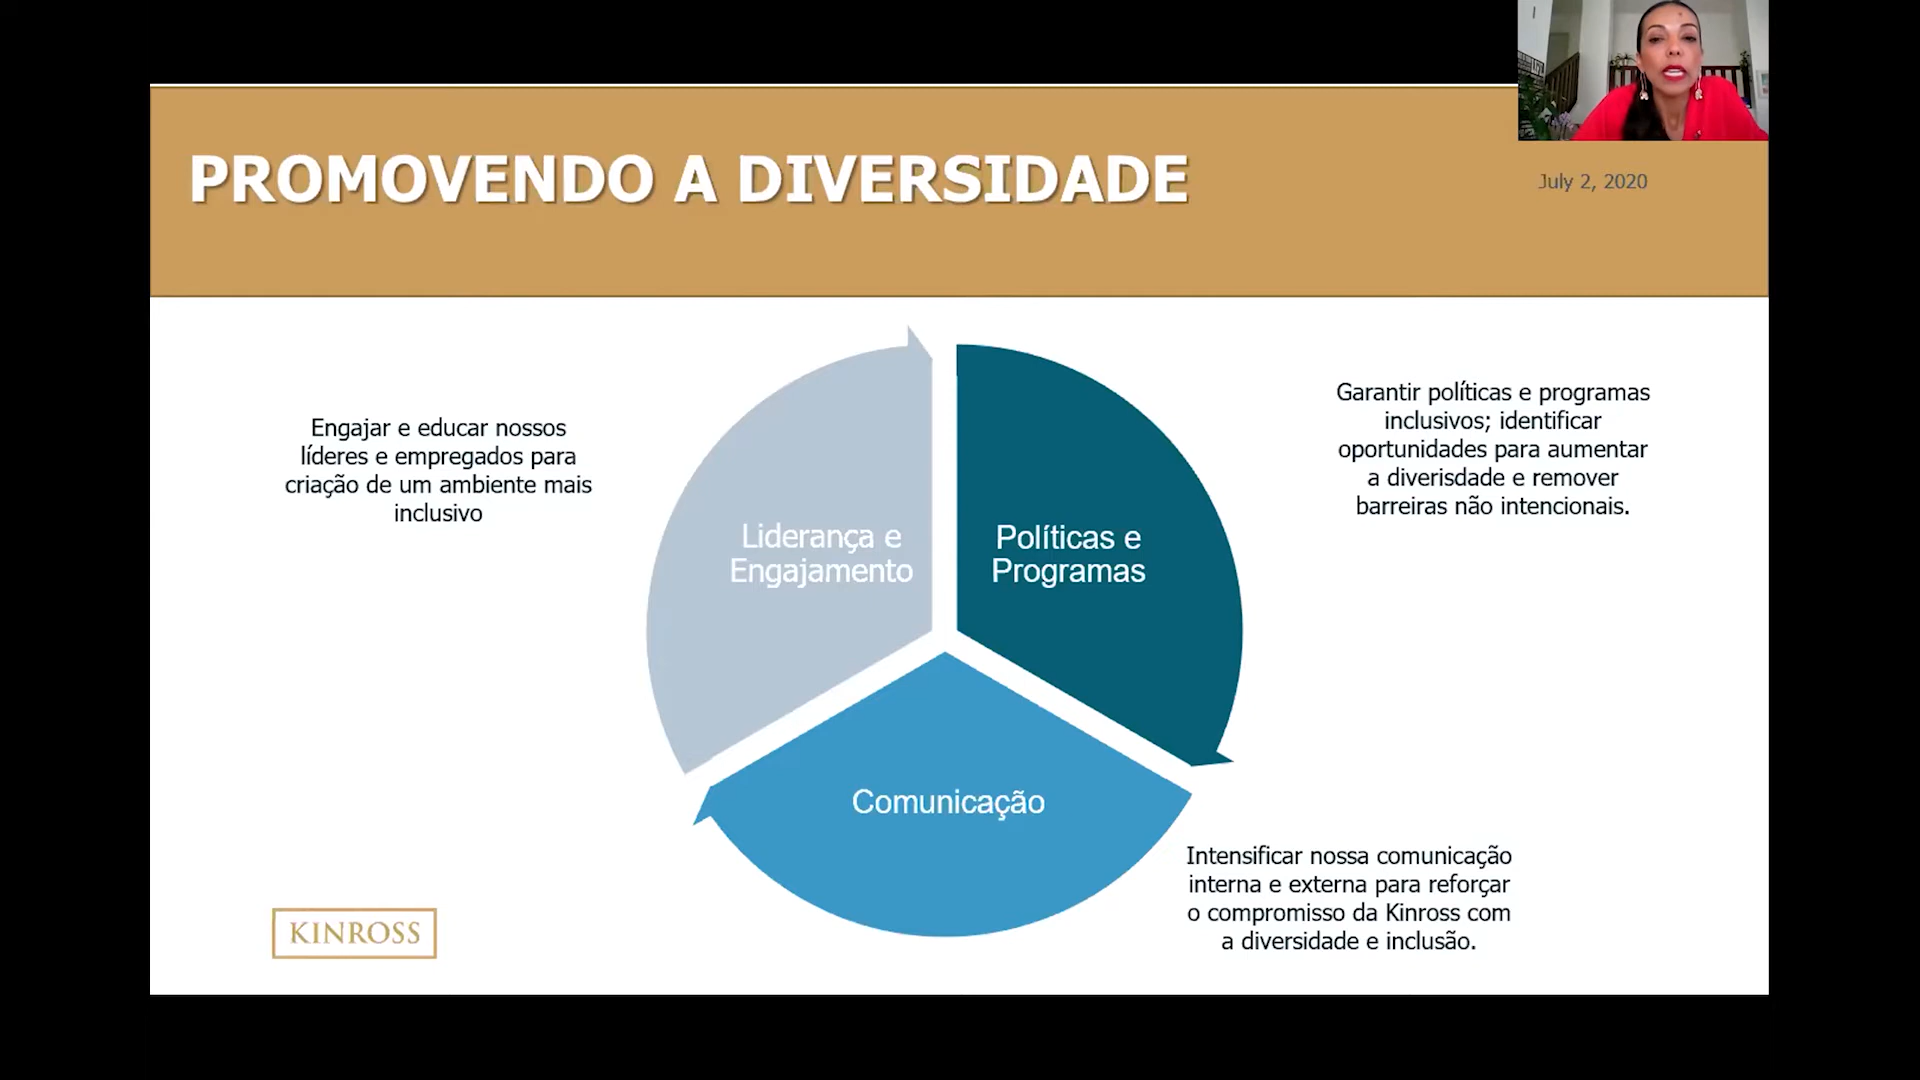 PROMOVENDO A DIVERSIDADE
July 2, 2020
Engajar e educar nossos
líderes e empregados para
criação de um ambiente mais
inclusivo
Liderança e
Engajamento
Políticas e
Programas
Garantir políticas e programas
inclusivos; identificar
oportunidades para aumentar
a diverisdade e remover
barreiras não intencionais.
Comunicação
Intensificar nossa comunicação
interna e externa para reforçar
o compromisso da Kinross com
a diversidade e inclusão.
KINROSS